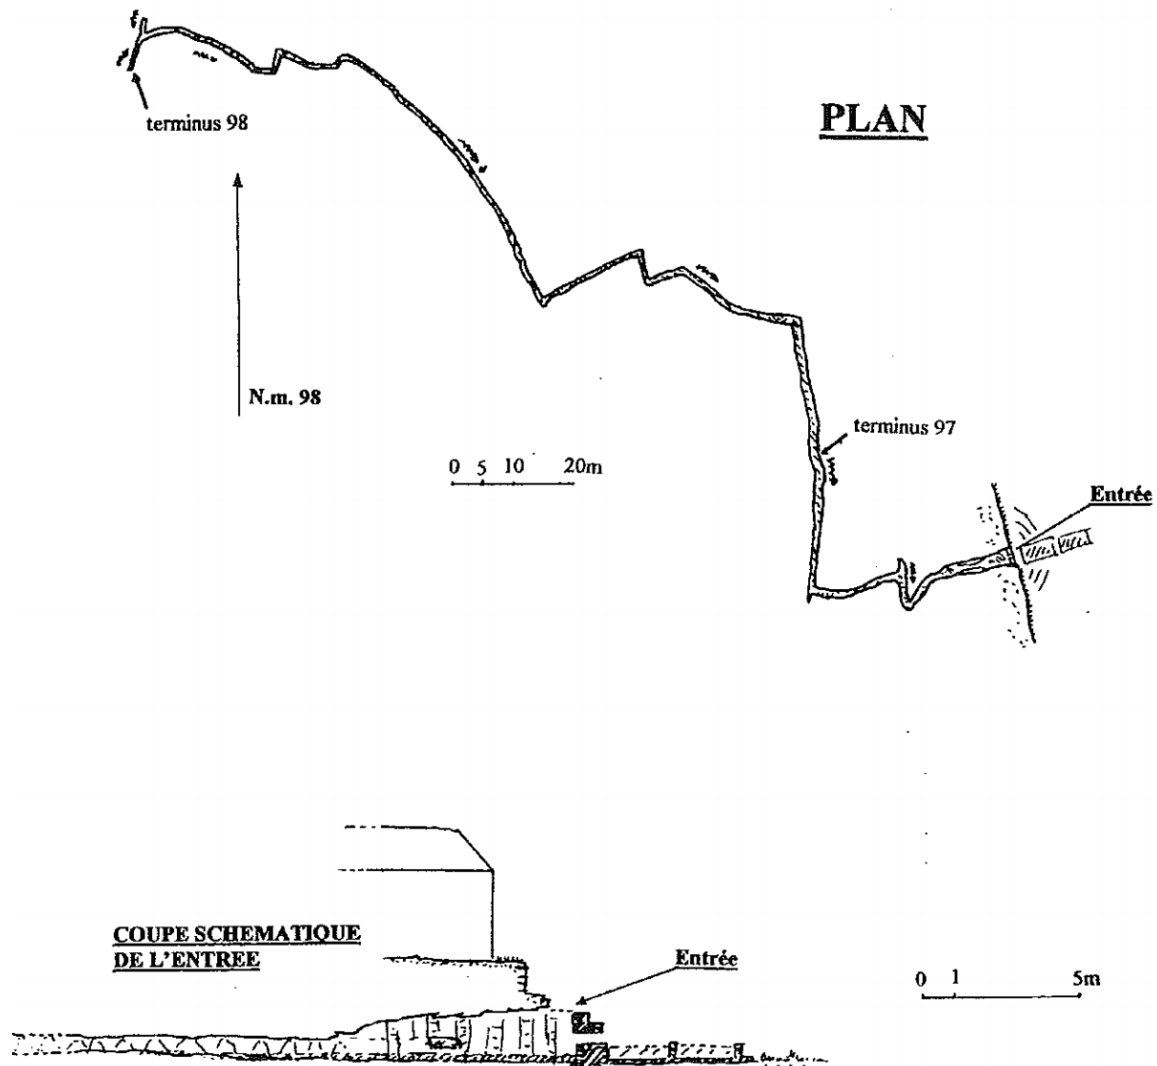 terminus 98
PLAN
N.m. 98
terminus 97
0 5 10 20m
Entrée
COUPE SCHEMATIQUE
DE L'ENTREE
Entrée
0 1 5m